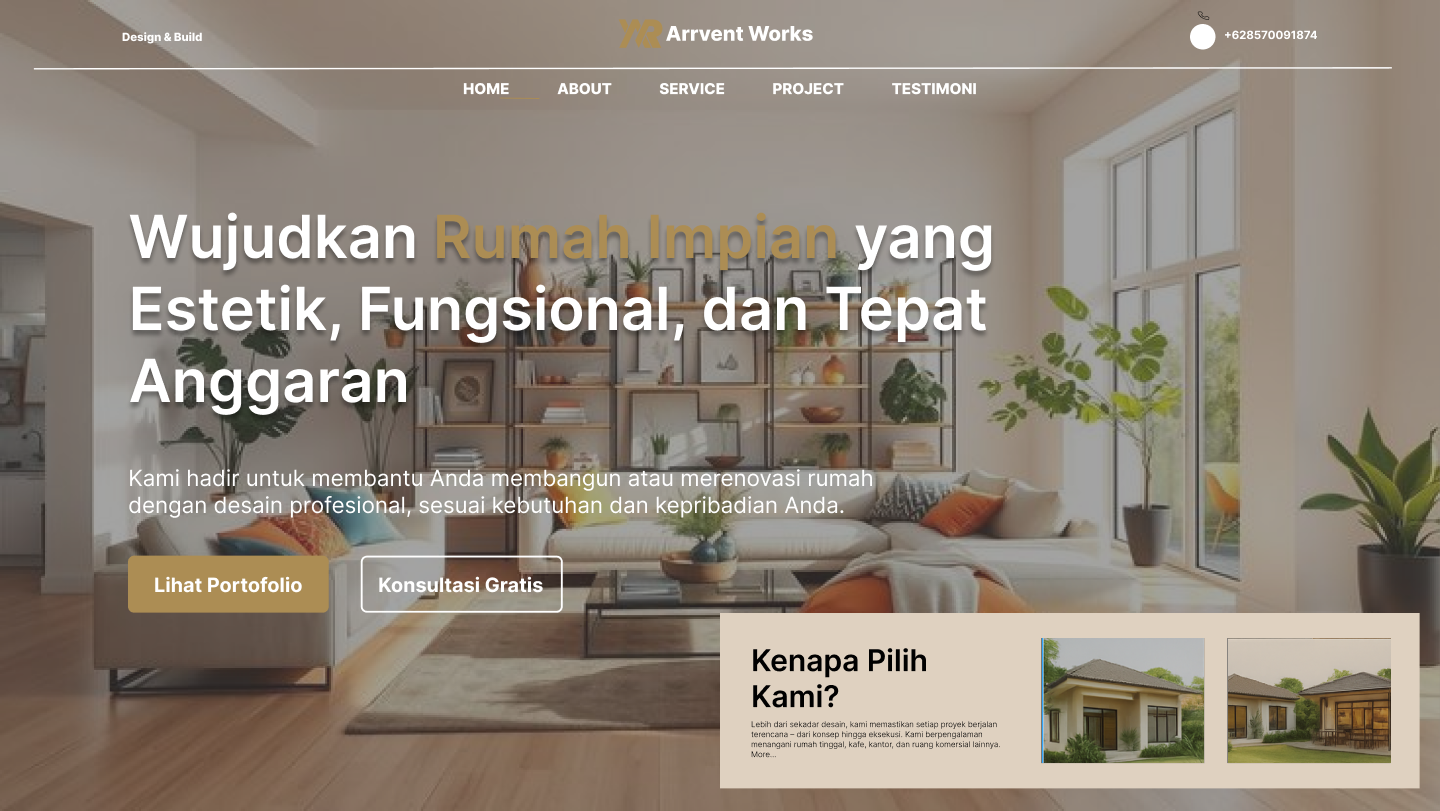 Design & Build
Arrvent Works
+628570091874
HOME ABOUT SERVICE PROJECT TESTIMONI
Wujudkan Rumah Impian yang
Estetik, Fungsional, dan Tepat
Anggaran
Kami hadir untuk membantu Anda membangun atau merenovasi rumah
dengan desain profesional, sesuai kebutuhan dan kepribadian Anda.
Lihat Portofolio
Konsultasi Gratis
Kenapa Pilih
Kami?
Lebih dari sekadar desain, kami memastikan setiap proyek berjalan
terencana – dari konsep hingga eksekusi. Kami berpengalaman
menangani rumah tinggal, kafe, kantor, dan ruang komersial lainnya.
More...